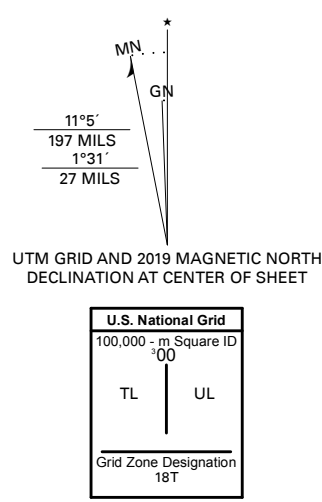 ★
MN
GN
11°5´
197 MILS
1°31´
27 MILS
UTM GRID AND 2019 MAGNETIC NORTH
DECLINATION AT CENTER OF SHEET
U.S. National Grid
100,000 - m Square ID
³00
TL UL
Grid Zone Designation
18T